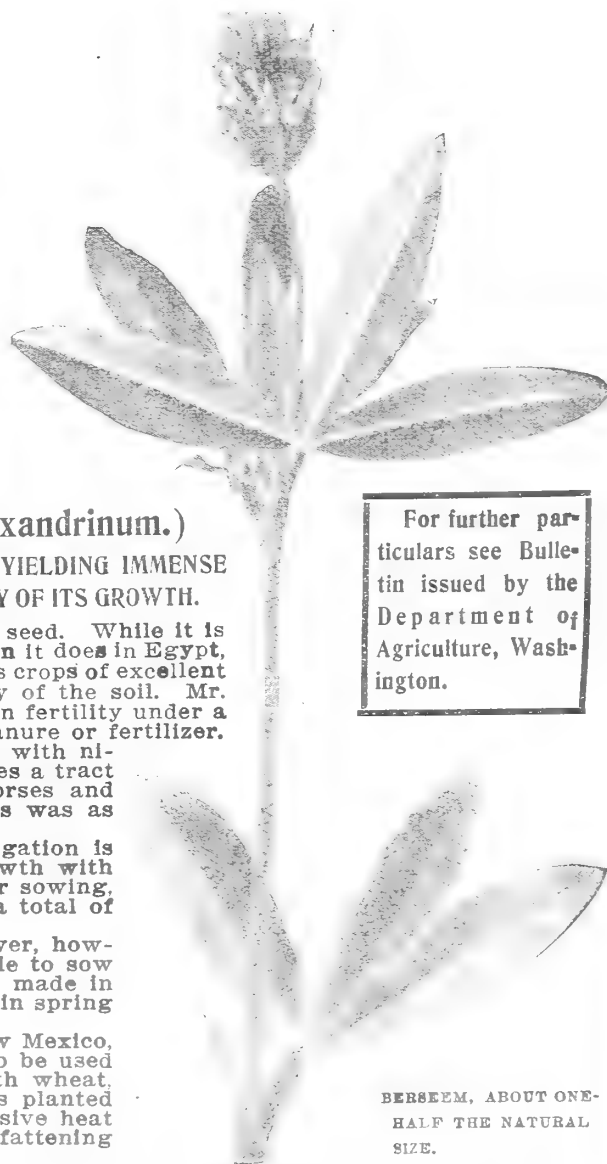 xandrinum.)
YIELDING IMMENSE
Y OF ITS GROWTH.
seed. While it is
n it does in Egypt,
s crops of excellent
y of the soil. Mr.
n fertility under a
anure or fertilizer.
with ni-
es a tract
orses and
s was as
gation is
wth with
r sowing,
a total of
ver, how-
le to sow
made in
in spring
w Mexico,
o be used
th wheat,
s planted
sive heat
fattening
For further par-
ticulars see Bulle-
tin issued by the
Department of
Agriculture, Wash-
ington.
BERSEEM, ABOUT ONE-
HALF THE NATURAL
SIZE.